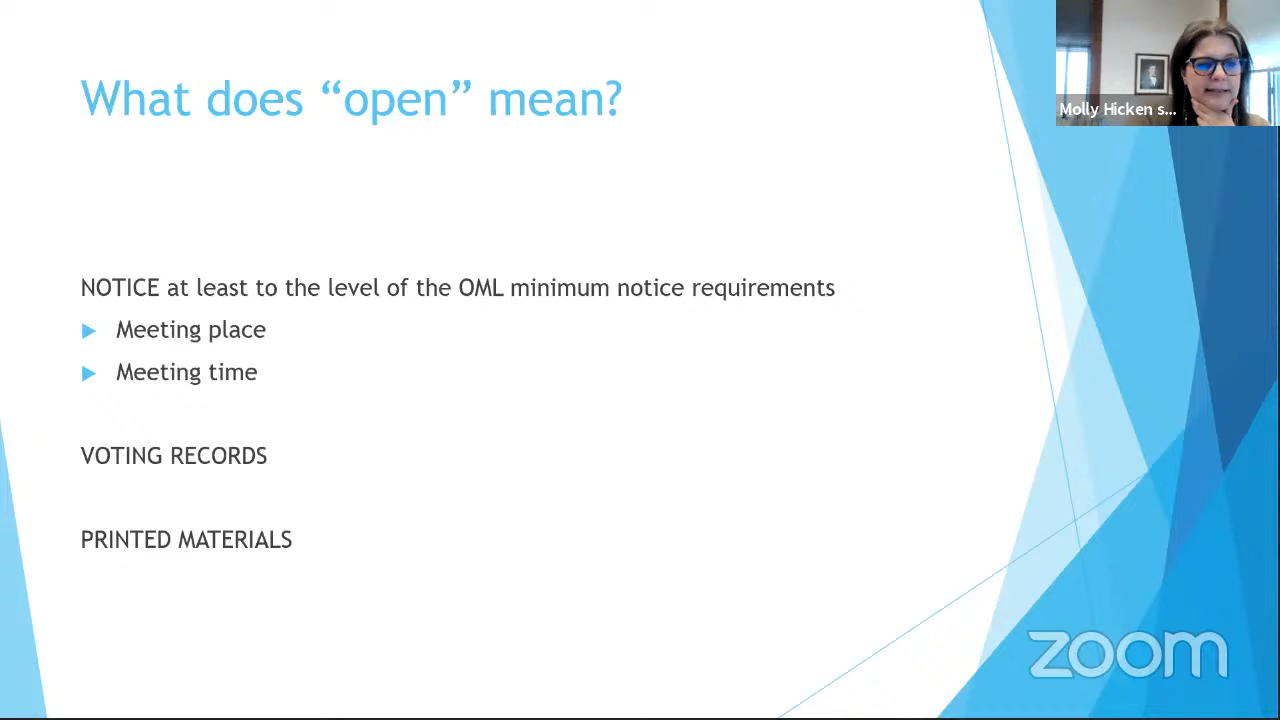 What does “open” mean?
Molly Hicken s...
NOTICE at least to the level of the OML minimum notice requirements
Meeting place
Meeting time
VOTING RECORDS
PRINTED MATERIALS
zoom